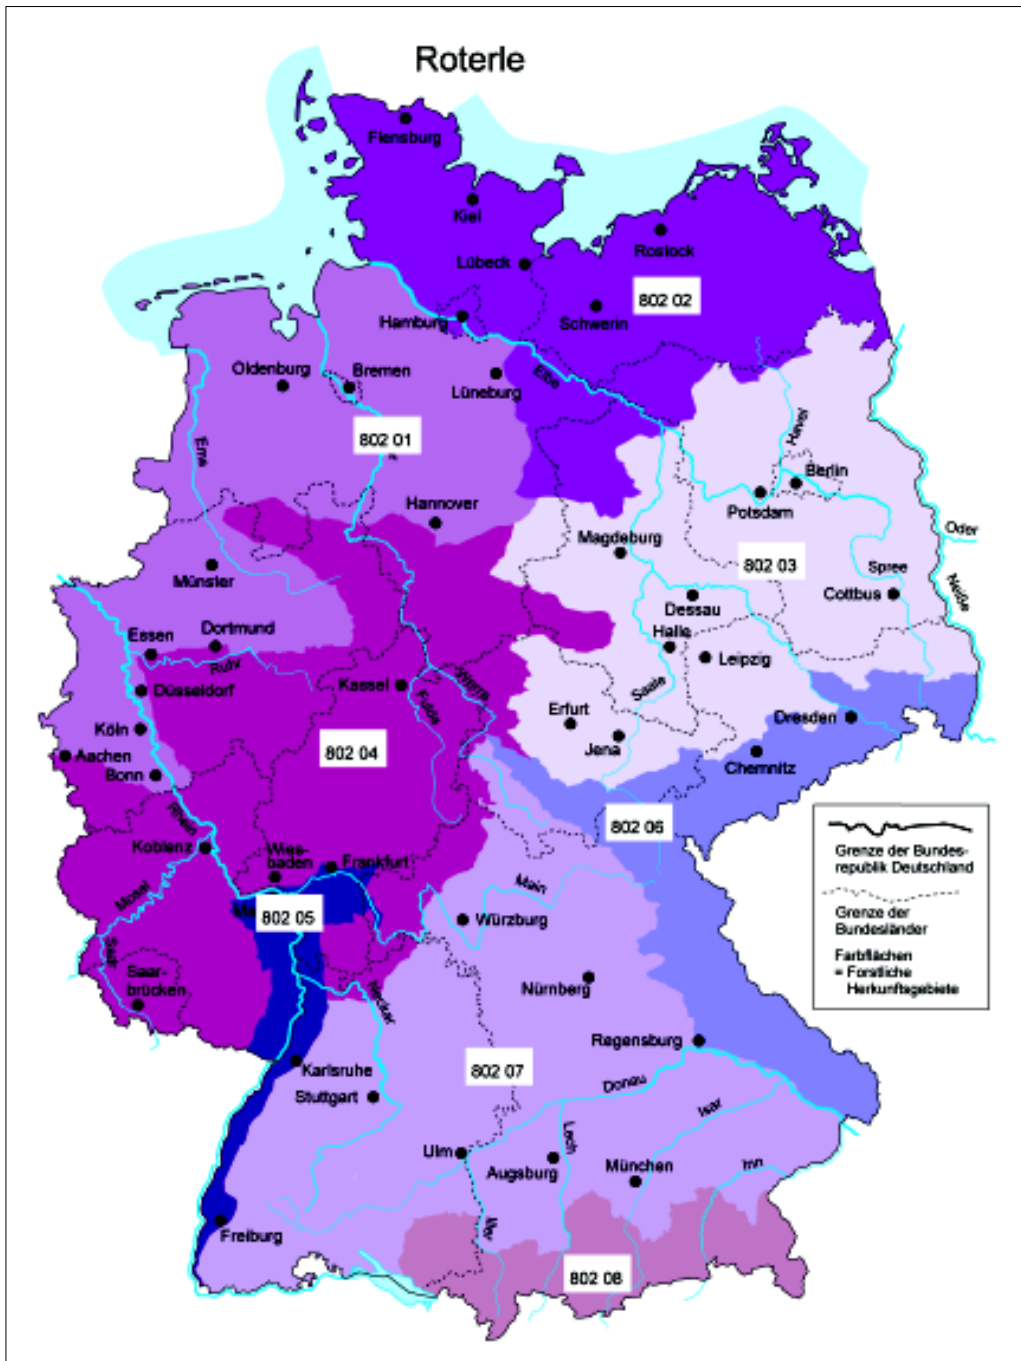 Roterle
Flensburg
Kiel
Rostock
Lübeck
802 02
Schwerin
Hamburg
Elbe
Oldenburg
Bremen
Lüneburg
802 01
Ems
Havel
Berlin
Potsdam
Hannover
Magdeburg
Oder
802 03
Spree
Münster
Cottbus
Neiße
Dessau
Essen
Dortmund
Halle
Ruhr
Leipzig
Düsseldorf
Kassel
Werra
Fulda
Saale
Erfurt
Dresden
Köln
Jena
802 04
Aachen
Bonn
Chemnitz
Rhein
802 06
Koblenz
Wies-
baden
Frankfurt
Mosel
Main
802 05
Würzburg
Saar
Saar-
brücken
Nürnberg
Neckar
Regensburg
Karlsruhe
802 07
Donau
Stuttgart
Isar
Lech
Ulm
Augsburg
München
Inn
Freiburg
802 08
Grenze der Bundes-
republik Deutschland
Grenze der
Bundesländer
Farbflächen
= Forstliche
Herkunftsgebiete